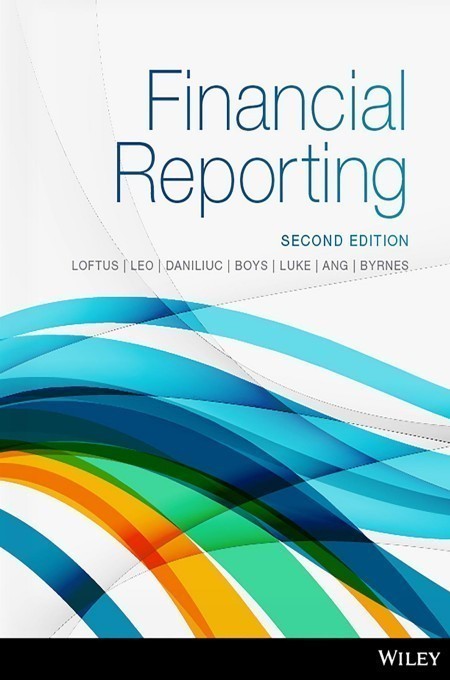 Financial
Reporting
SECOND EDITION
LOFTUS | LEO | DANILIUC | BOYS | LUKE | ANG | BYRNES
WILEY